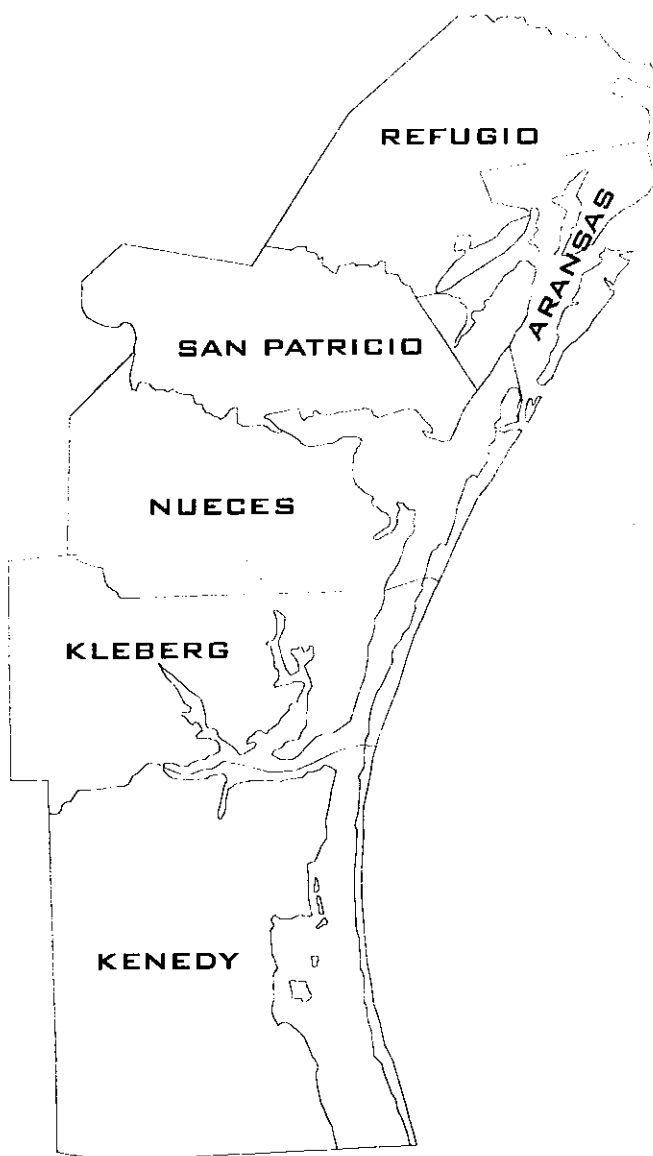 REFUGIO
ARANSAS
SAN PATRICIO
NUECES
KLEBERG
KENEDY